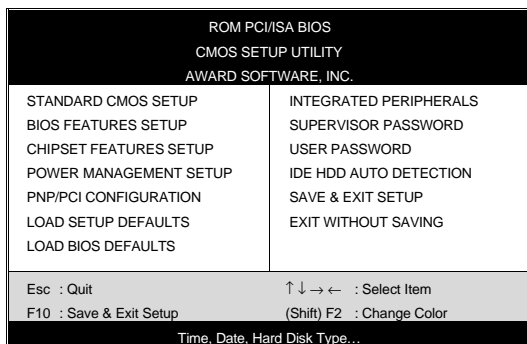 ROM PCI/ISA BIOS
CMOS SETUP UTILITY
AWARD SOFTWARE, INC.
STANDARD CMOS SETUP
BIOS FEATURES SETUP
CHIPSET FEATURES SETUP
POWER MANAGEMENT SETUP
PNP/PCI CONFIGURATION
LOAD SETUP DEFAULTS
LOAD BIOS DEFAULTS
INTEGRATED PERIPHERALS
SUPERVISOR PASSWORD
USER PASSWORD
IDE HDD AUTO DETECTION
SAVE & EXIT SETUP
EXIT WITHOUT SAVING
Esc : Quit
F10 : Save & Exit Setup
↑ ↓ → ← : Select Item
(Shift) F2 : Change Color
Time, Date, Hard Disk Type…